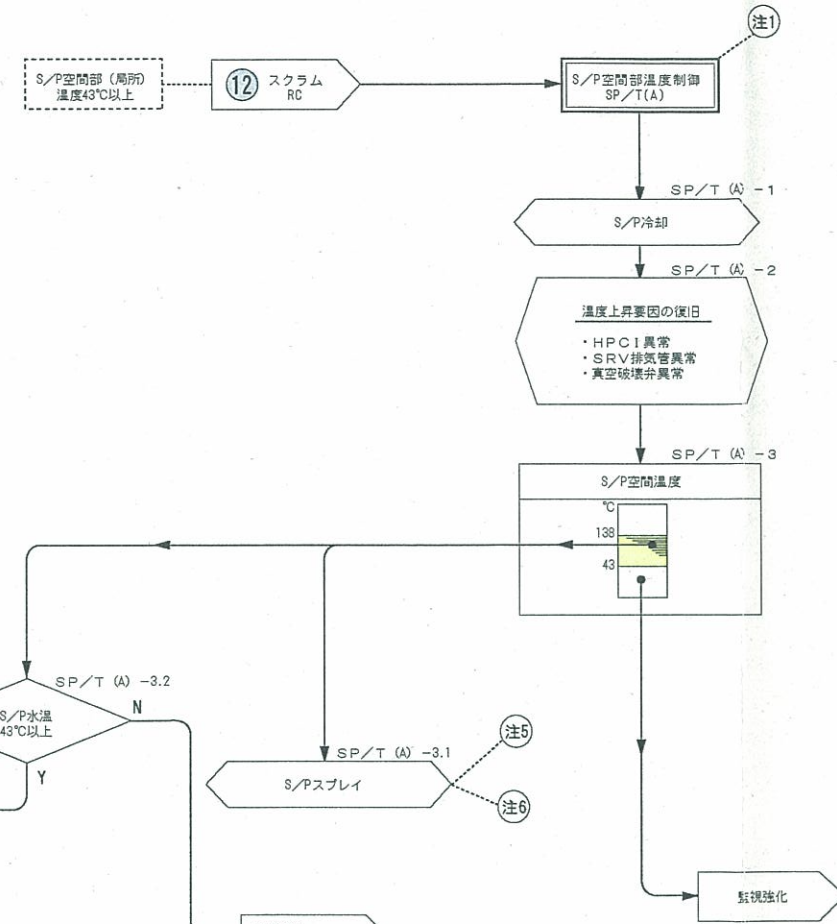 注1
S/P空間部（局所）
温度43℃以上
⑫ スクラム
RC
S/P空間部温度制御
SP/T(A)
SP/T (A) -1
S/P冷却
SP/T (A) -2
温度上昇要因の復旧
・HPCI異常
・SRV排気管異常
・真空破壊弁異常
SP/T (A) -3
S/P空間温度
℃
138
43
SP/T (A) -3.2
S/P水温
43℃以上
N
Y
SP/T (A) -3.1
S/Pスプレイ
注5
注6
監視強化